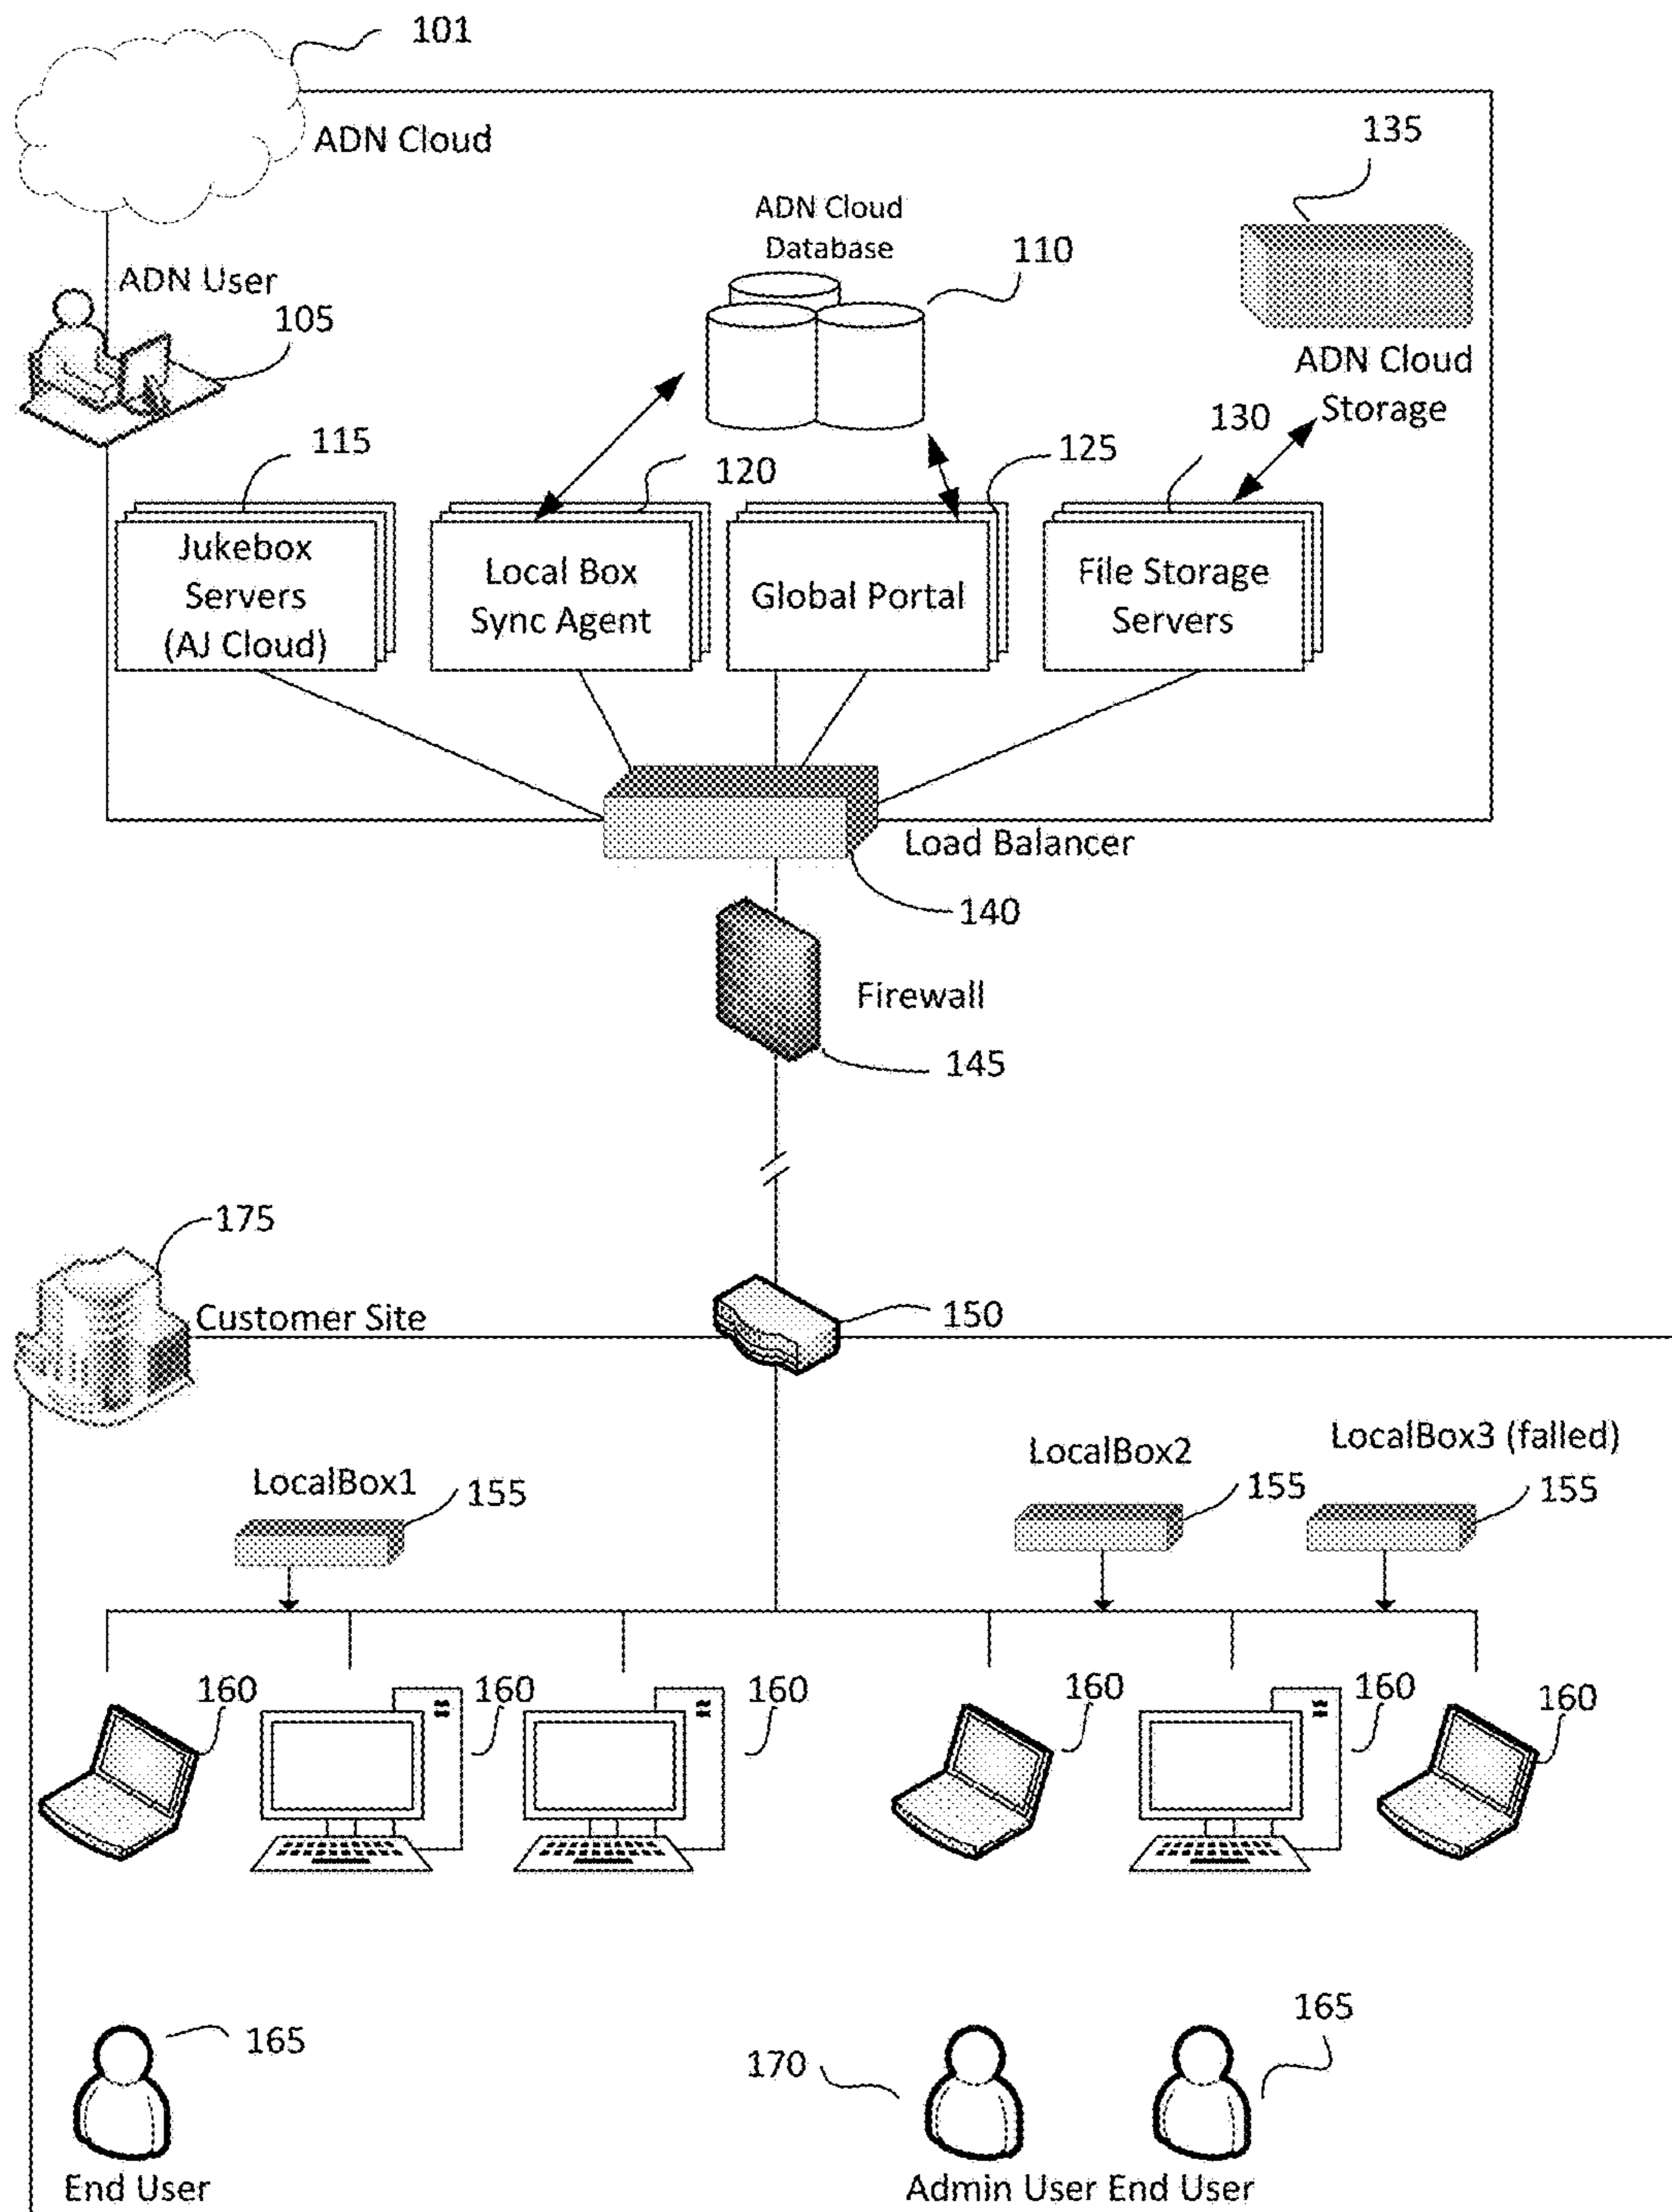 101
ADN Cloud
135
ADN Cloud
Database
110
ADN User
105
ADN Cloud
Storage
115
120
125
130
Jukebox
Servers
(AJ Cloud)
Local Box
Sync Agent
Global Portal
File Storage
Servers
Load Balancer
140
Firewall
145
175
Customer Site
150
LocalBox1
155
LocalBox2
155
LocalBox3 (falled)
155
160
160
160
160
160
160
165
170
165
End User
Admin User
End User